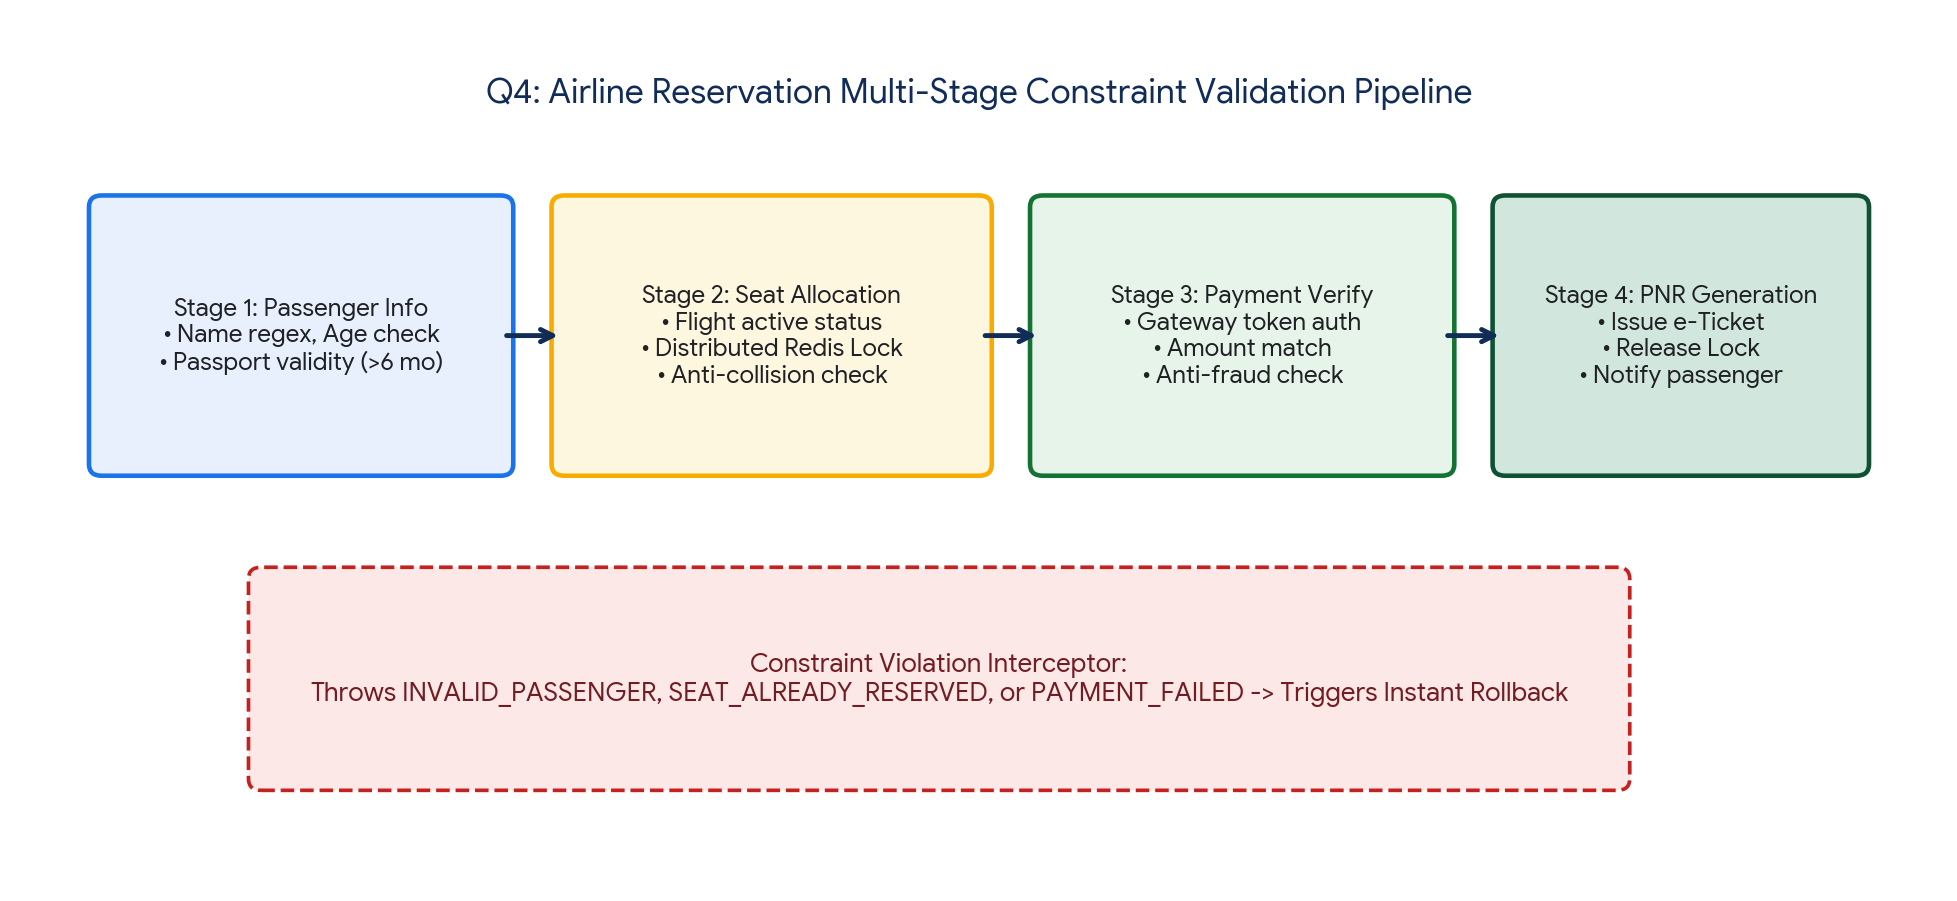 Q4: Airline Reservation Multi-Stage Constraint Validation Pipeline
Stage 1: Passenger Info
• Name regex, Age check
• Passport validity (>6 mo)
Stage 2: Seat Allocation
• Flight active status
• Distributed Redis Lock
• Anti-collision check
Stage 3: Payment Verify
• Gateway token auth
• Amount match
• Anti-fraud check
Stage 4: PNR Generation
• Issue e-Ticket
• Release Lock
• Notify passenger
Constraint Violation Interceptor:
Throws INVALID_PASSENGER, SEAT_ALREADY_RESERVED, or PAYMENT_FAILED -> Triggers Instant Rollback